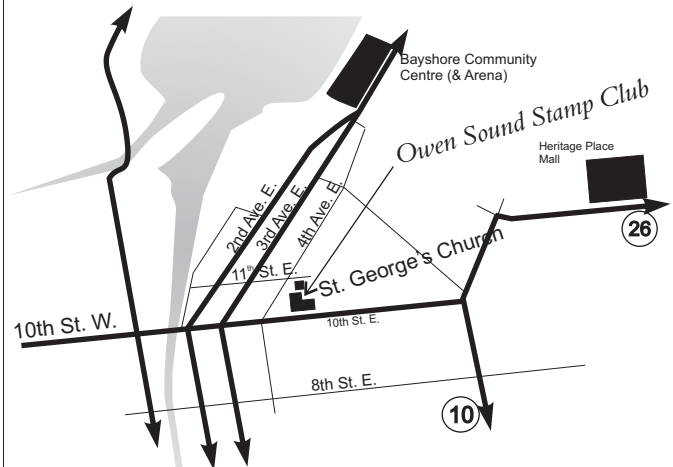 Bayshore Community
Centre (& Arena)
Owen Sound Stamp Club
Heritage Place
Mall
26
2nd Ave. E.
3rd Ave. E.
4th Ave. E.
11th St. E.
St. George's Church
10th St. W.
10th St. E.
8th St. E.
10